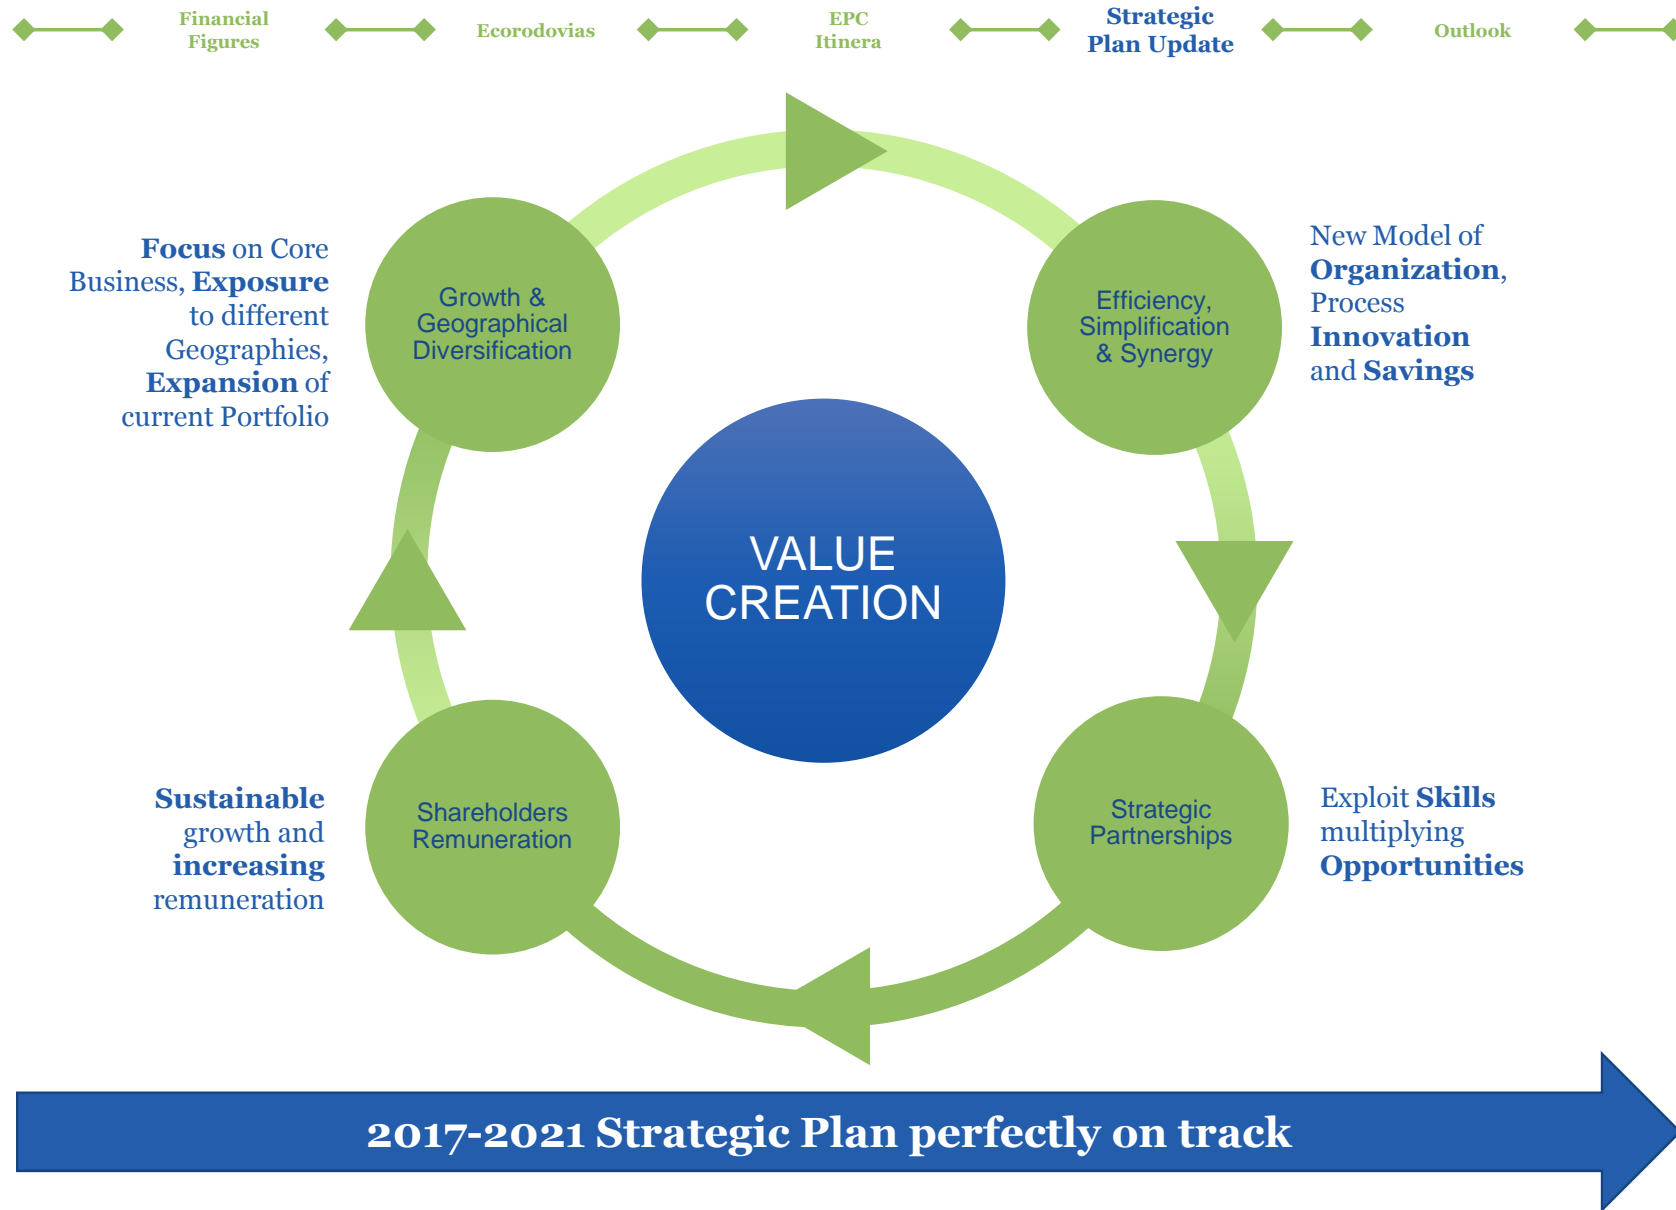 Financial
Figures
Ecorodovias
EPC
Itinera
Strategic
Plan Update
Outlook
Focus on Core
Business, Exposure
to different
Geographies,
Expansion of
current Portfolio
Growth &
Geographical
Diversification
Efficiency,
Simplification
& Synergy
New Model of
Organization,
Process
Innovation
and Savings
VALUE
CREATION
Sustainable
growth and
increasing
remuneration
Shareholders
Remuneration
Strategic
Partnerships
Exploit Skills
multiplying
Opportunities
2017-2021 Strategic Plan perfectly on track